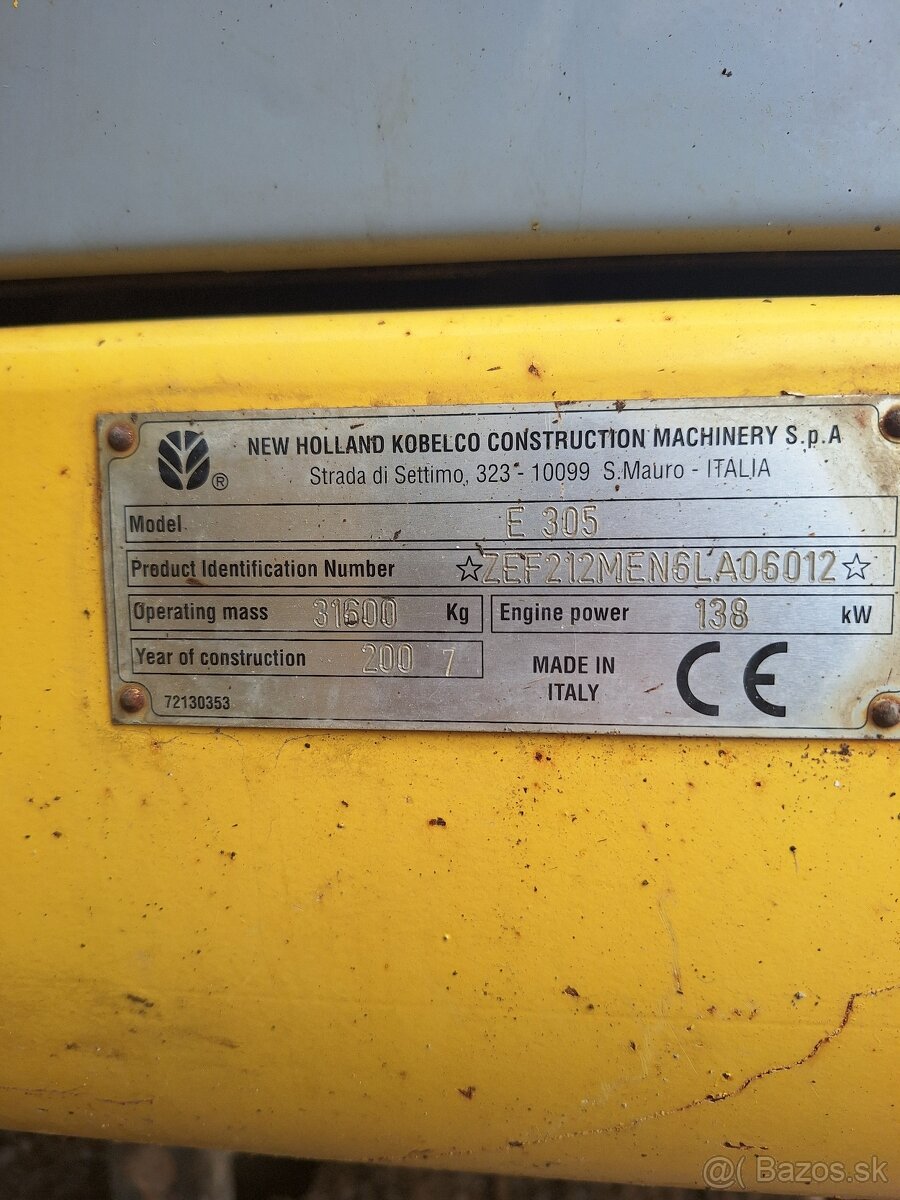 NEW HOLLAND KOBELCO CONSTRUCTION MACHINERY S.p.A
Strada di Settimo, 323 - 10099 S.Mauro - ITALIA
®
Model E 305
Product Identification Number ☆ZEF212MEN6LA06012☆
Operating mass 31600 Kg Engine power 138 kW
Year of construction 200 7
MADE IN
ITALY
CE
72130353
@( Bazos.sk